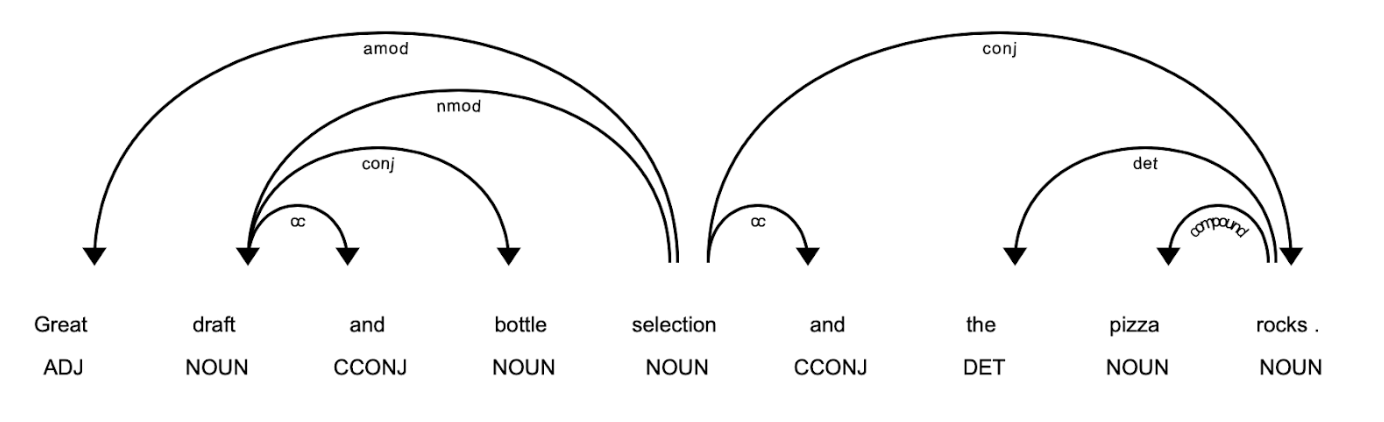 amod conj
nmod
conj det
cc cc compound
Great draft and bottle selection and the pizza rocks .
ADJ NOUN CCONJ NOUN NOUN CCONJ DET NOUN NOUN